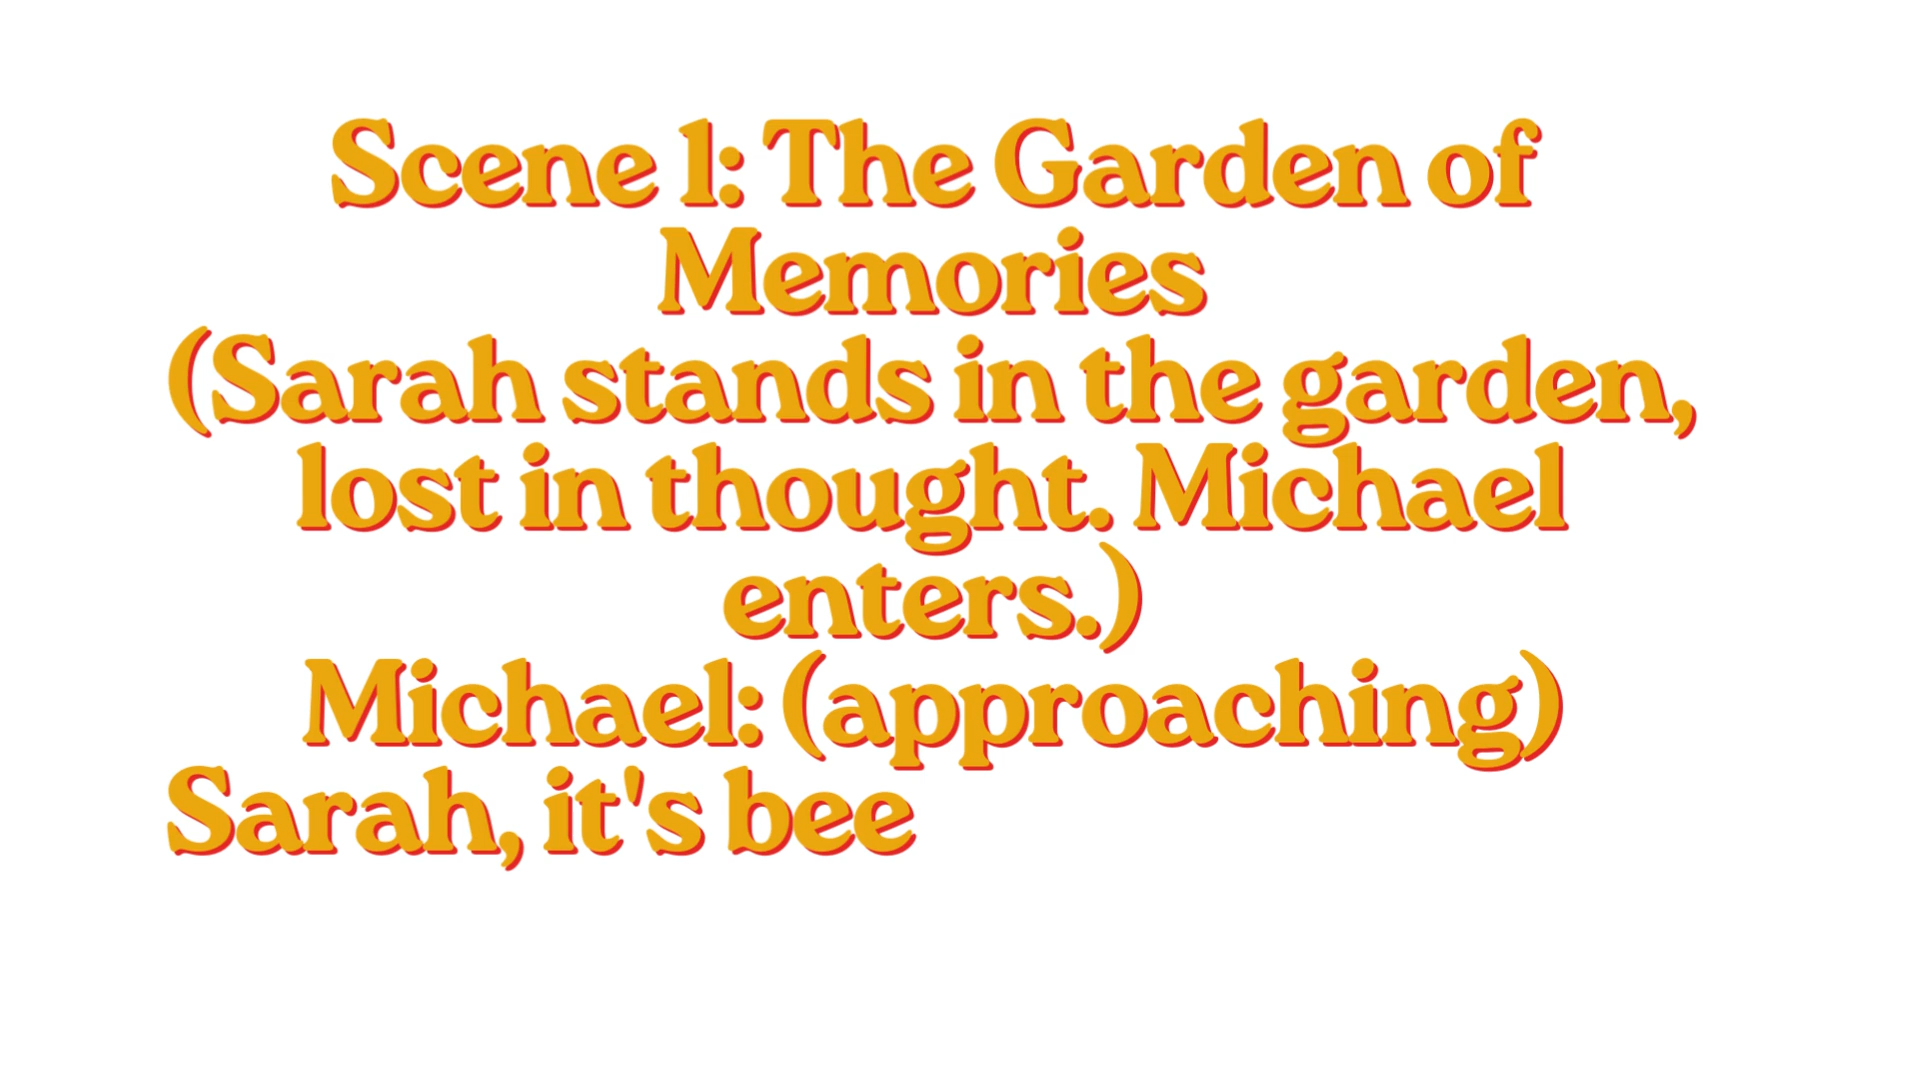 Scene 1: The Garden of
Memories
(Sarah stands in the garden,
lost in thought. Michael
enters.)
Michael: (approaching)
Sarah, it's bee